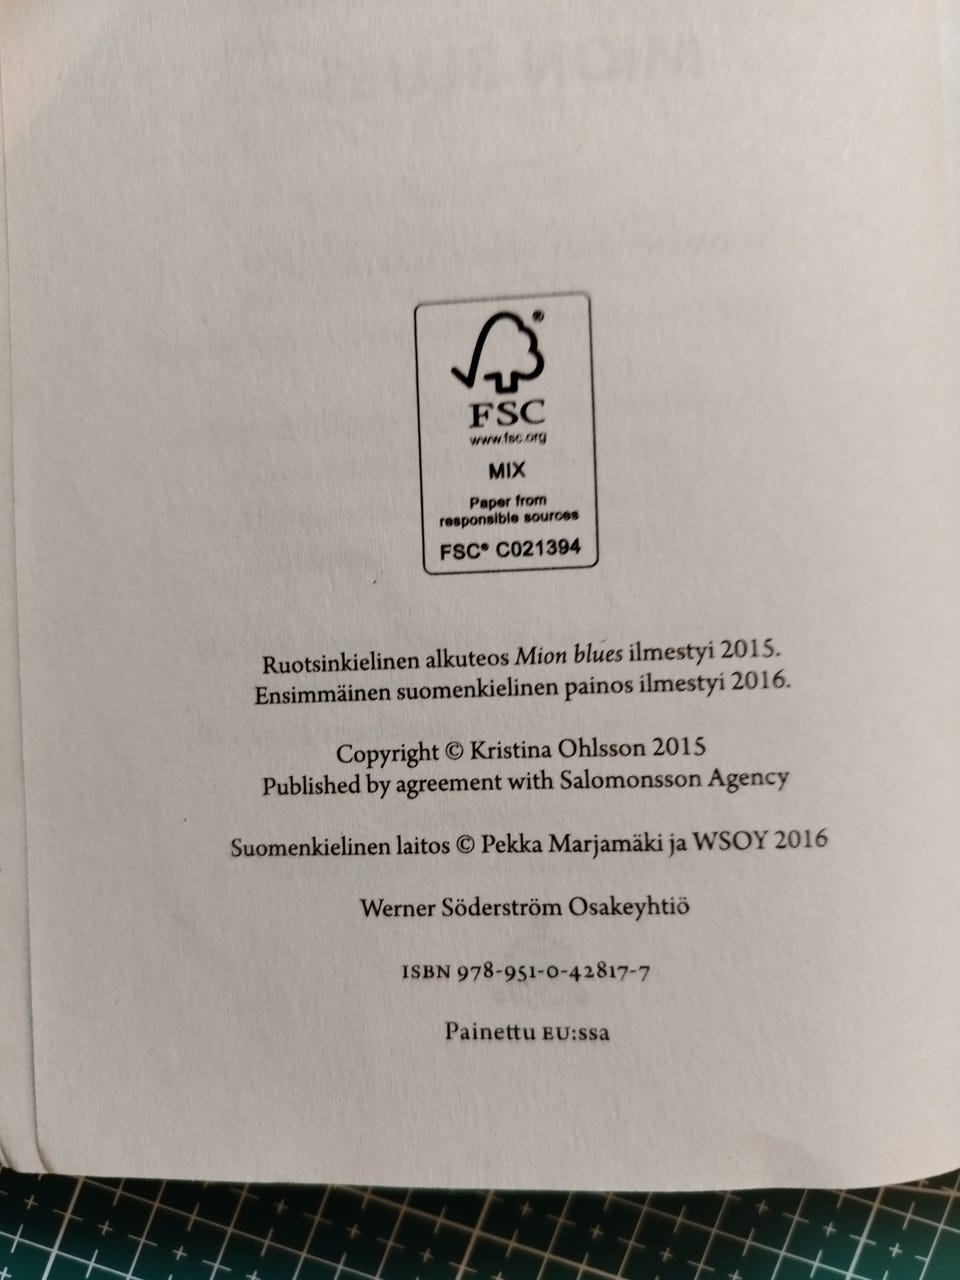 FSC®
www.fsc.org
MIX
Paper from
responsible sources
FSC® C021394
Ruotsinkielinen alkuteos Mion blues ilmestyi 2015.
Ensimmäinen suomenkielinen painos ilmestyi 2016.
Copyright © Kristina Ohlsson 2015
Published by agreement with Salomonsson Agency
Suomenkielinen laitos © Pekka Marjamäki ja WSOY 2016
Werner Söderström Osakeyhtiö
ISBN 978-951-0-42817-7
Painettu EU:ssa